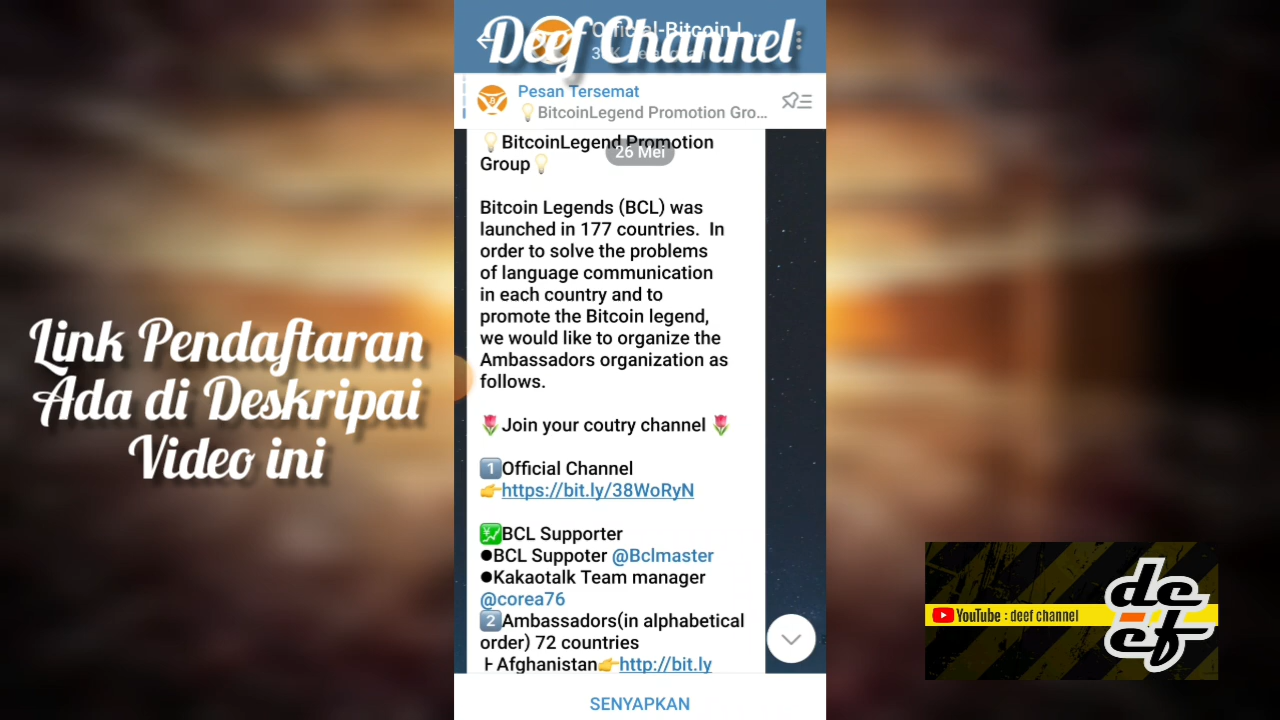 Deef Channel
Pesan Tersemat
💡BitcoinLegend Promotion Gro...
💡BitcoinLegend Promotion
Group💡
26 Mei
Bitcoin Legends (BCL) was
launched in 177 countries. In
order to solve the problems
of language communication
in each country and to
promote the Bitcoin legend,
we would like to organize the
Ambassadors organization as
follows.
🌷Join your coutry channel 🌷
1️⃣Official Channel
👉https://bit.ly/38WoRyN
💹BCL Supporter
●BCL Suppoter @Bclmaster
●Kakaotalk Team manager
@corea76
2️⃣Ambassadors(in alphabetical
order) 72 countries
┠Afghanistan👉http://bit.ly
SENYAPKAN
Link Pendaftaran
Ada di Deskripai
Video ini
YouTube : deef channel
de
ef